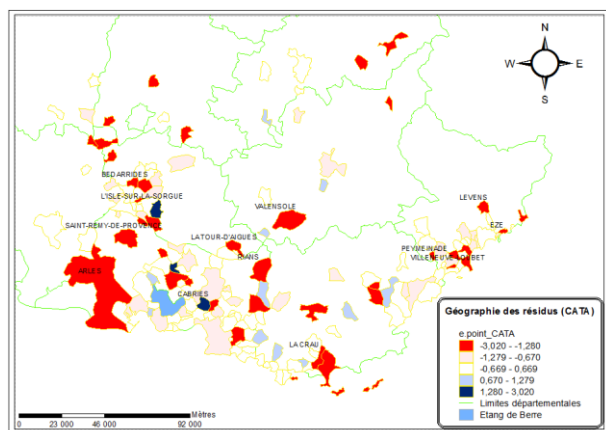 N
W E
S
BEDARRIDES
L'ISLE-SUR-LA-SORGUE
SAINT-REMY-DE-PROVENCE
VALENSOLE
LEVENS
EZE
LATOUR-D'AIGUES
RIANS
PEYMEINADE
VILLENEUVE-LOUBET
ARLES
CABRIES
LA CRAU
Géographie des résidus (CATA)
e.point_CATA
-3,020 - -1,280
-1,279 - -0,670
-0,669 - 0,669
0,670 - 1,279
1,280 - 3,020
Limites départementales
Etang de Berre
Mètres
0 23 000 46 000 92 000